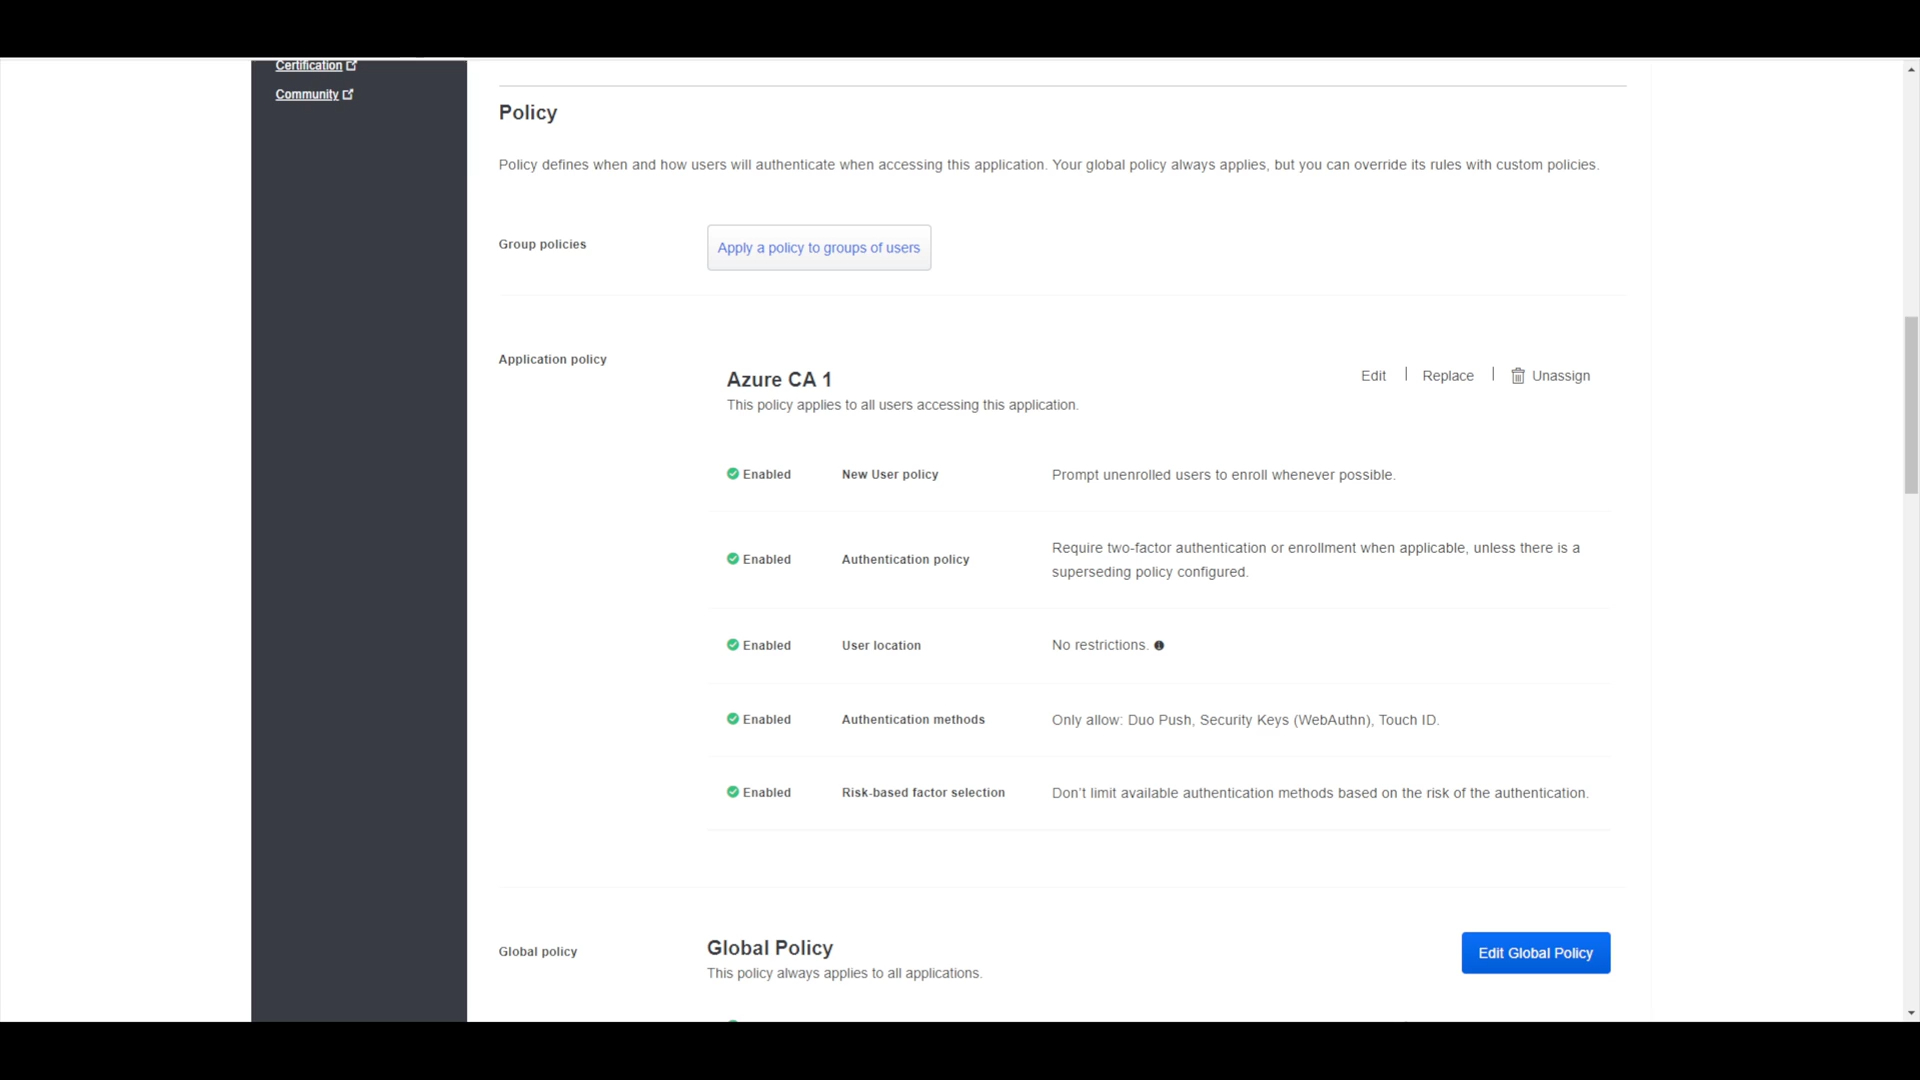 Certification
Community
Policy
Policy defines when and how users will authenticate when accessing this application. Your global policy always applies, but you can override its rules with custom policies.
Group policies
Apply a policy to groups of users
Application policy
Azure CA 1
Edit | Replace | Unassign
This policy applies to all users accessing this application.
Enabled New User policy Prompt unenrolled users to enroll whenever possible.
Enabled Authentication policy Require two-factor authentication or enrollment when applicable, unless there is a
superseding policy configured.
Enabled User location No restrictions.
Enabled Authentication methods Only allow: Duo Push, Security Keys (WebAuthn), Touch ID.
Enabled Risk-based factor selection Don't limit available authentication methods based on the risk of the authentication.
Global policy
Global Policy
Edit Global Policy
This policy always applies to all applications.